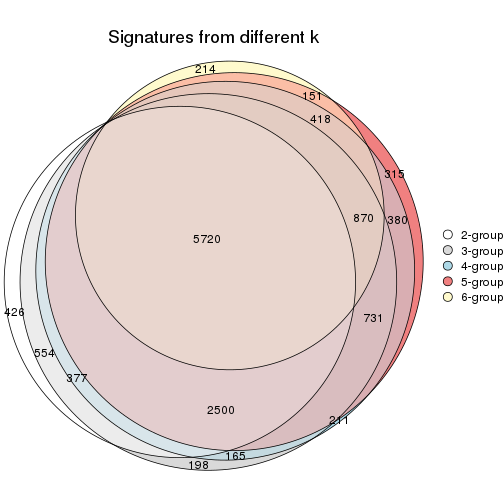 Signatures from different k
214
151
418
315
870
380
5720
2-group
3-group
4-group
5-group
6-group
426
731
554
377
2500
211
165
198